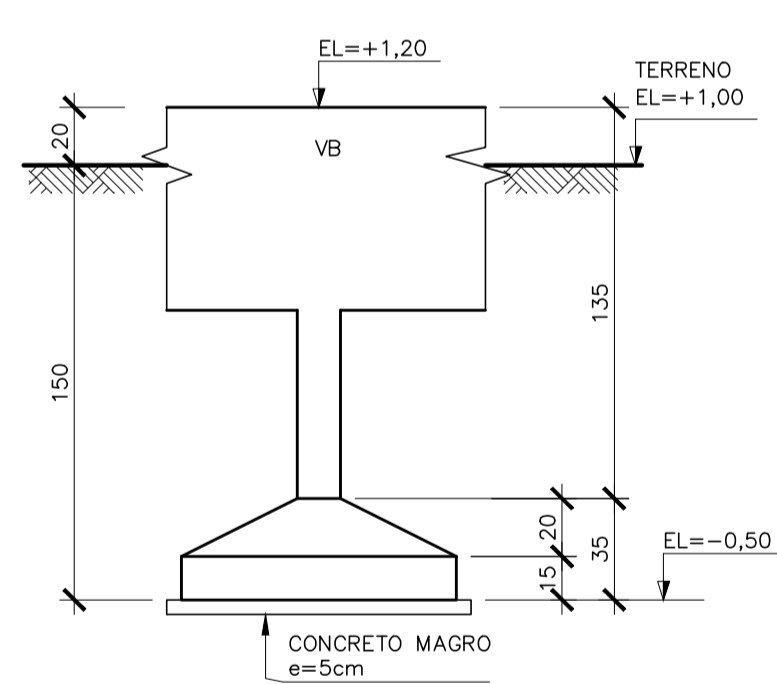 EL=+1,20
TERRENO
EL=+1,00
20
VB
135
150
20
35
15
EL=-0,50
CONCRETO MAGRO
e=5cm